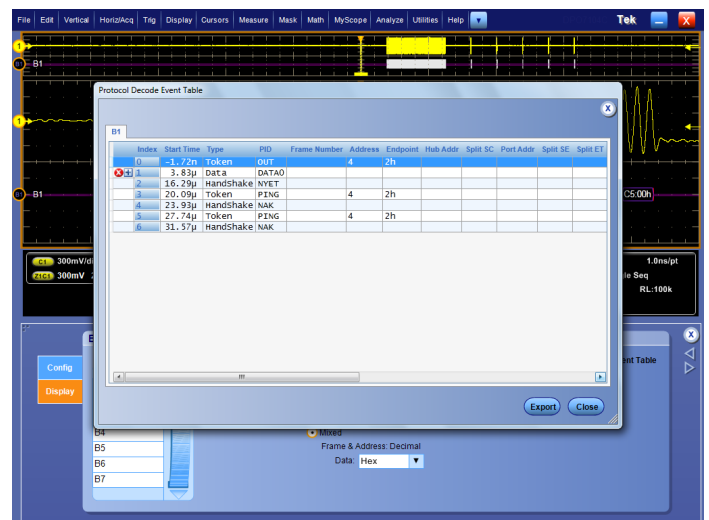 File Edit Vertical Horiz/Acq Trig Display Cursors Measure Mask Math MyScope Analyze Utilities Help Tek X
1
B1 B1
Protocol Decode Event Table X
B1
Index Start Time Type PID Frame Number Address Endpoint Hub Addr Split SC Port Addr Split SE Split ET
0 -1.72n Token OUT 4 2h
1 3.83µ Data DATA0
2 16.29µ Handshake NYET
3 20.09µ Token PING 4 2h
4 23.93µ Handshake NAK
5 27.74µ Token PING 4 2h
6 31.57µ Handshake NAK
1
B1 B1 C5:00h
C1 300mV/di 1.0ns/pt
Z1C1 300mV le Seq
RL:100k
E X
ent Table
Config
Display
Export Close
B4 Mixed
B5 Frame & Address: Decimal
B6 Data: Hex
B7